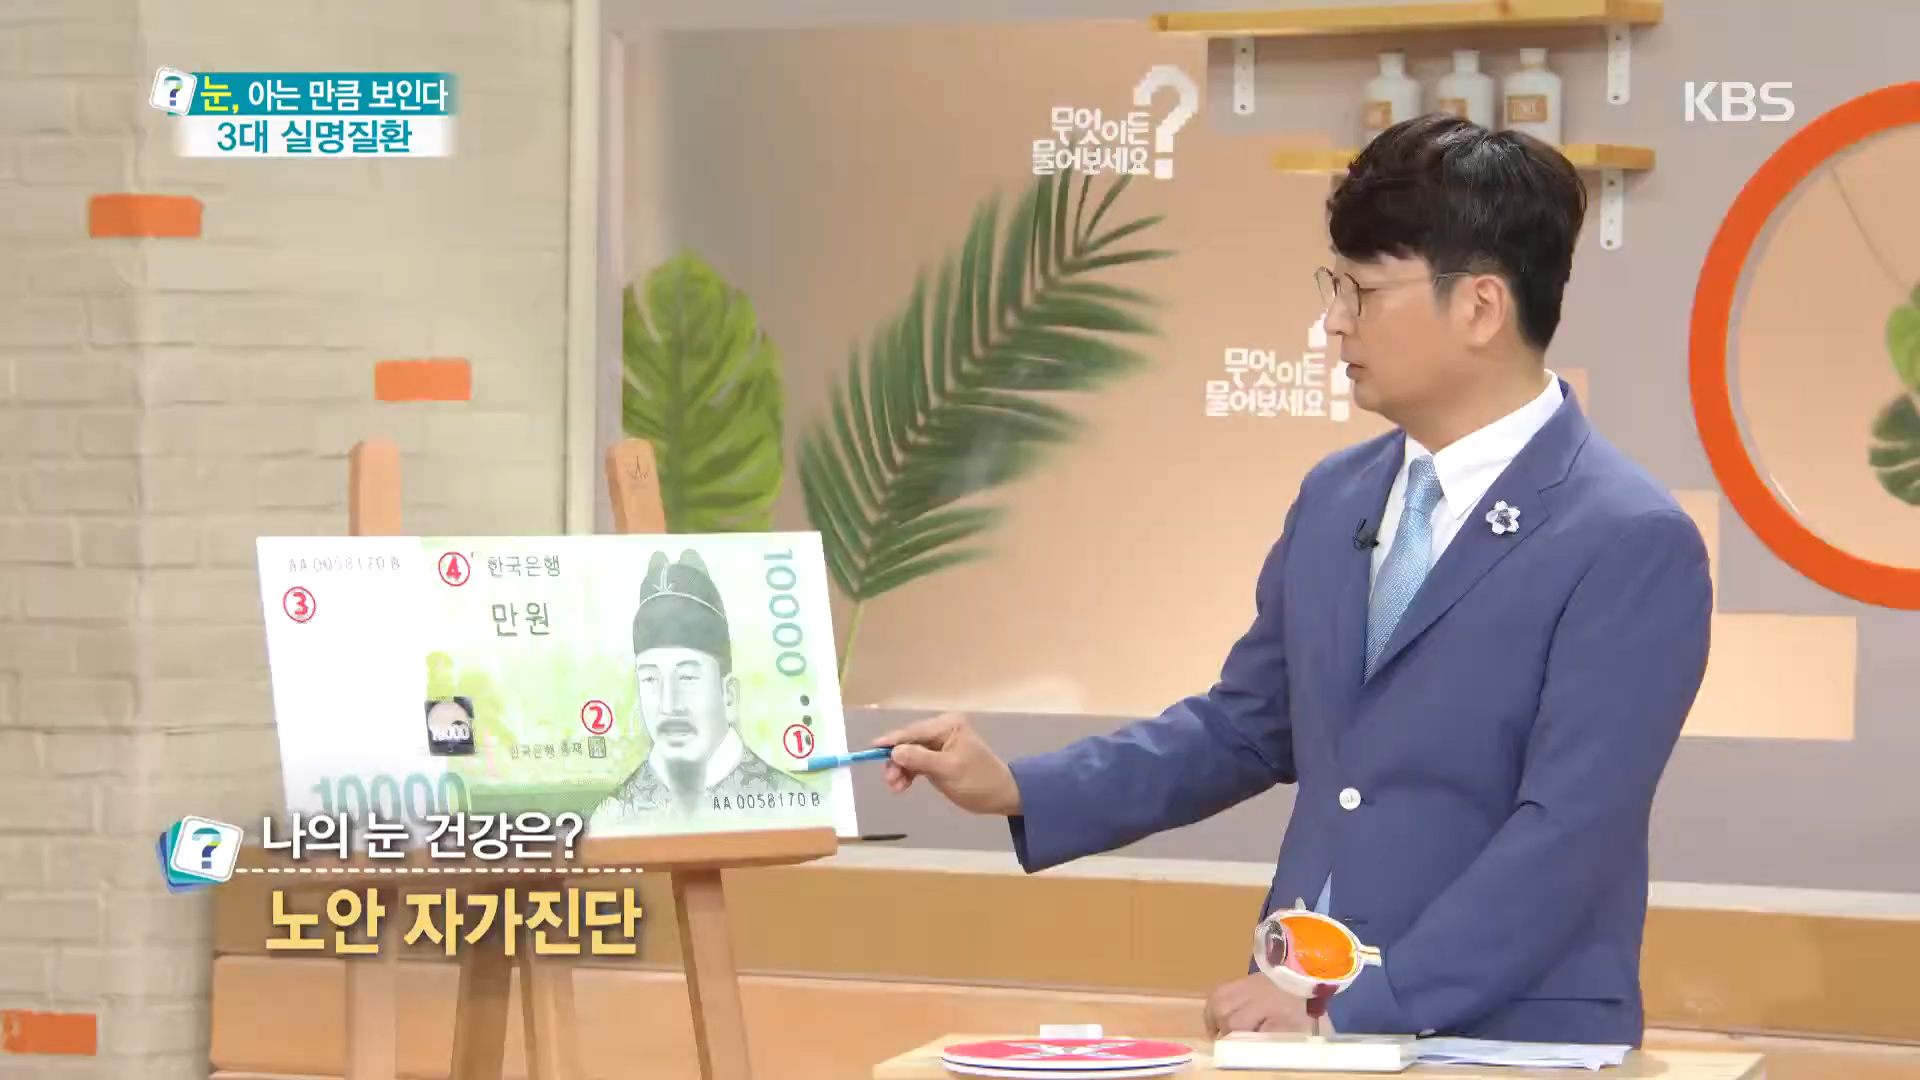 눈, 아는 만큼 보인다
3대 실명질환
무엇이든
물어보세요
KBS
무엇이든
물어보세요
AA 0058170 B
④
한국은행
10000
③
만원
②
①
10000
한국은행 총재
10000
AA 0058170 B
나의 눈 건강은?
노안 자가진단